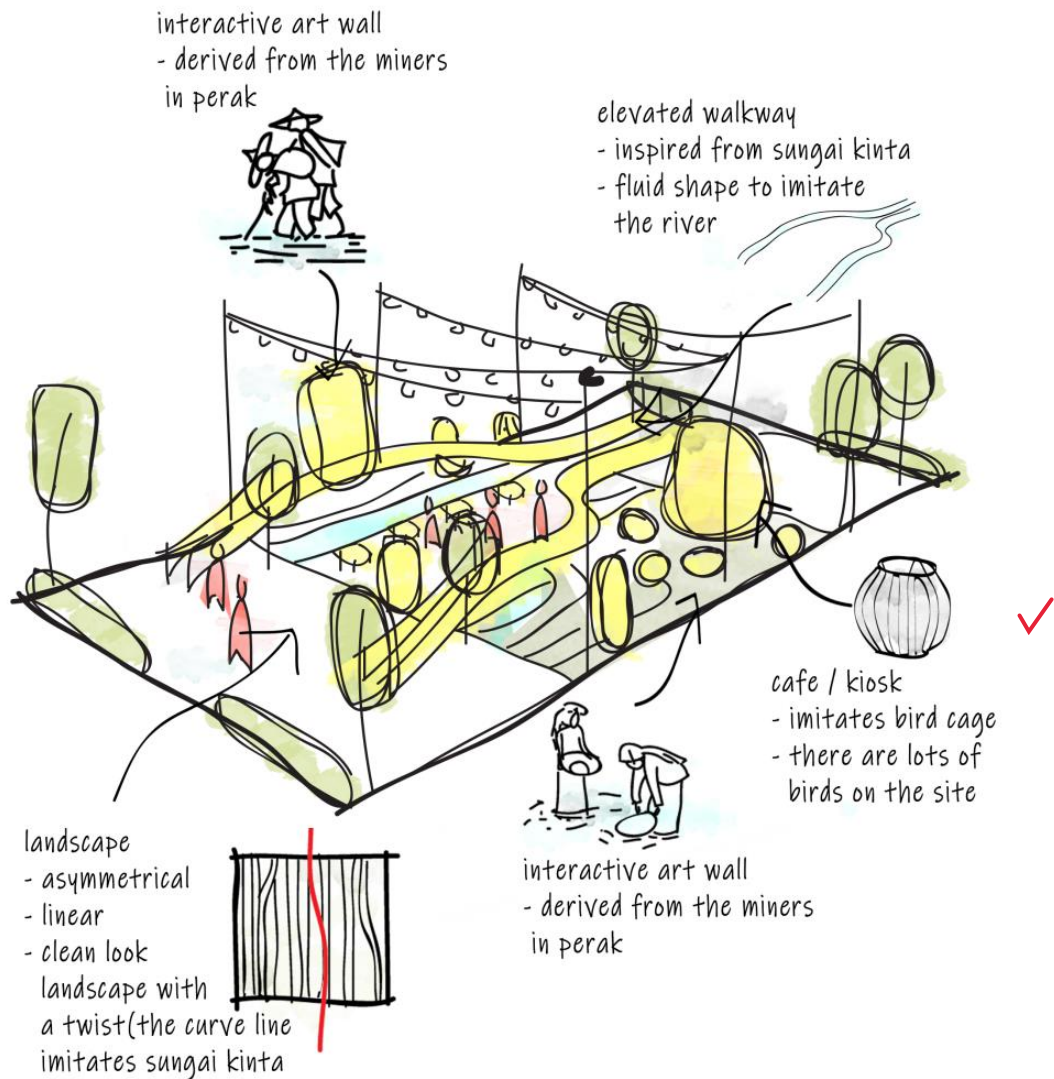 interactive art wall
- derived from the miners
in perak
elevated walkway
- inspired from sungai kinta
- fluid shape to imitate
the river
cafe / kiosk
- imitates bird cage
- there are lots of
birds on the site
landscape
- asymmetrical
- linear
- clean look
landscape with
a twist(the curve line
imitates sungai kinta
interactive art wall
- derived from the miners
in perak